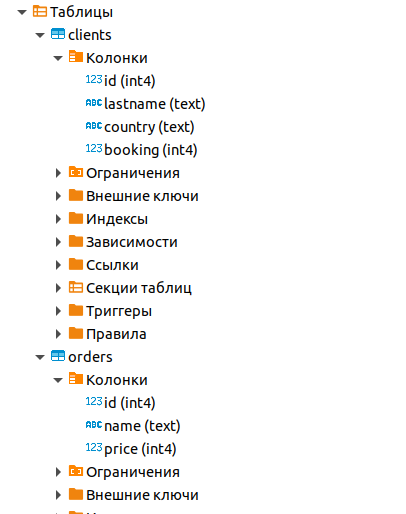 Таблицы
clients
Колонки
123 id (int4)
ABC lastname (text)
ABC country (text)
123 booking (int4)
Ограничения
Внешние ключи
Индексы
Зависимости
Ссылки
Секции таблиц
Триггеры
Правила
orders
Колонки
123 id (int4)
ABC name (text)
123 price (int4)
Ограничения
Внешние ключи